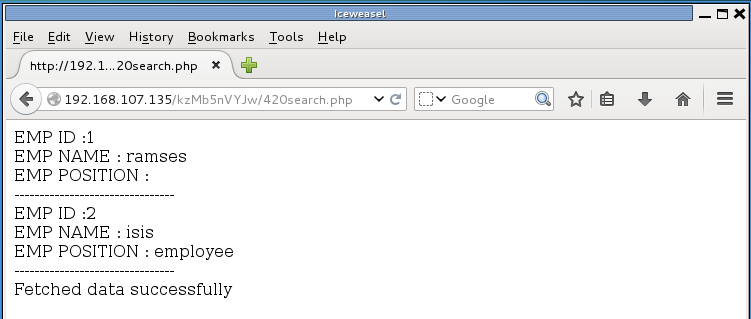 Iceweasel
File Edit View History Bookmarks Tools Help
http://192.1...20search.php
192.168.107.135/kzMb5nVYJw/420search.php Google
EMP ID :1
EMP NAME : ramses
EMP POSITION :
--------------------------------
EMP ID :2
EMP NAME : isis
EMP POSITION : employee
--------------------------------
Fetched data successfully